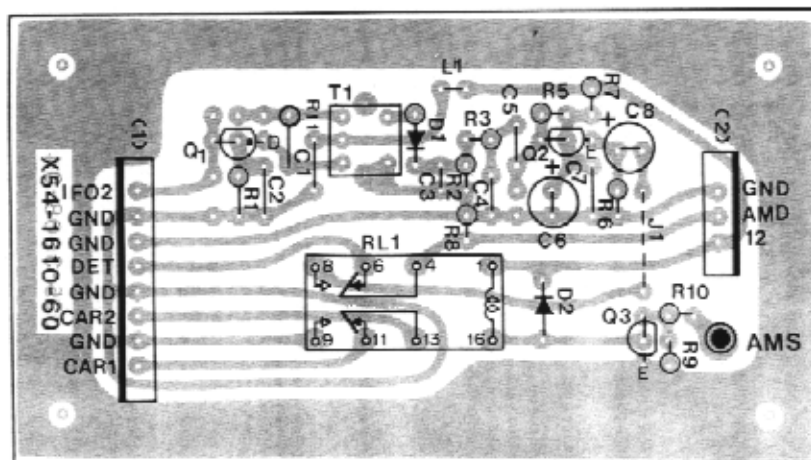 X54-1610-60
(1)
IFO2
GND
GND
DET
GND
CAR2
GND
CAR1
Q1
D
R1
C2
R11
C1
T1
D1
L1
R3
C3
R2
C4
R8
C5
R5
Q2
E
C7
+
C6
R7
+
C8
R6
J1
(2)
GND
AMD
12
RL1
8
6
4
1
9
11
13
16
D2
Q3
E
R10
R9
AMS